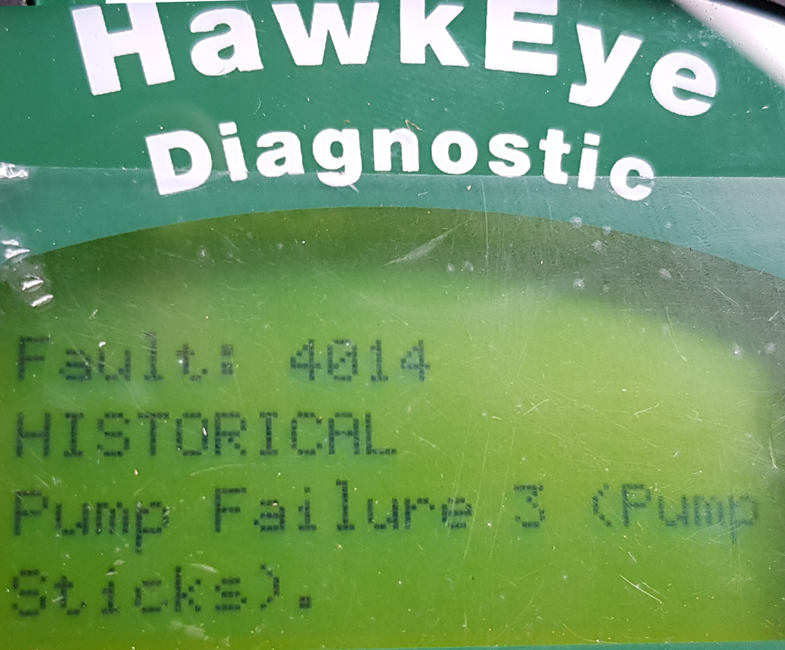 HawkEye
Diagnostic
Fault: 4014
HISTORICAL
Pump Failure 3 (Pump
Sticks).